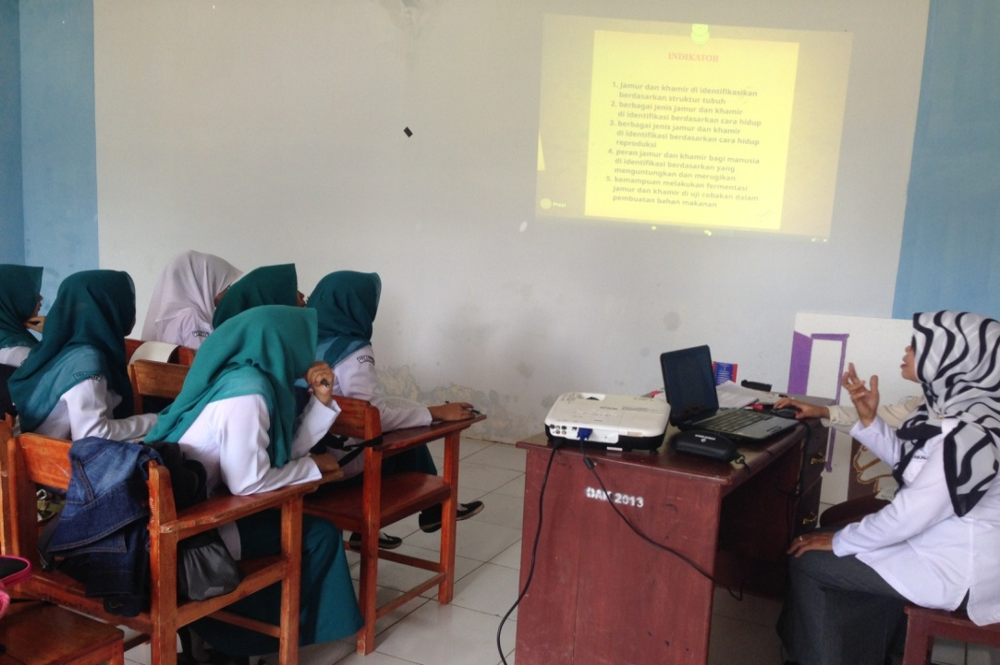 INDIKATOR
1. Jamur dan khamir di identifikasikan
berdasarkan struktur tubuh
2. berbagai jenis jamur dan khamir
di identifikasi berdasarkan cara hidup
3. berbagai jenis jamur dan khamir
di identifikasi berdasarkan cara hidup
reproduksi
4. peran jamur dan khamir bagi manusia
di identifikasi berdasarkan yang
menguntungkan dan merugikan
5. kemampuan melakukan fermentasi
jamur dan khamir di uji cobakan dalam
pembuatan bahan makanan
DAK 2013